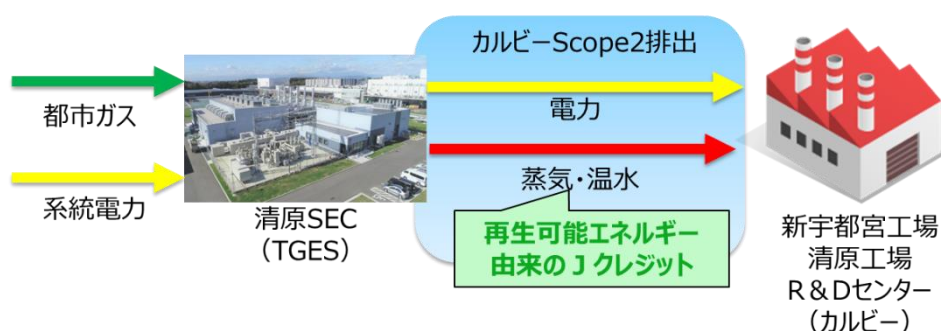 カルビーScope2排出
都市ガス
電力
系統電力
蒸気・温水
清原SEC
（TGES）
再生可能エネルギー
由来のJクレジット
新宇都宮工場
清原工場
R＆Dセンター
（カルビー）